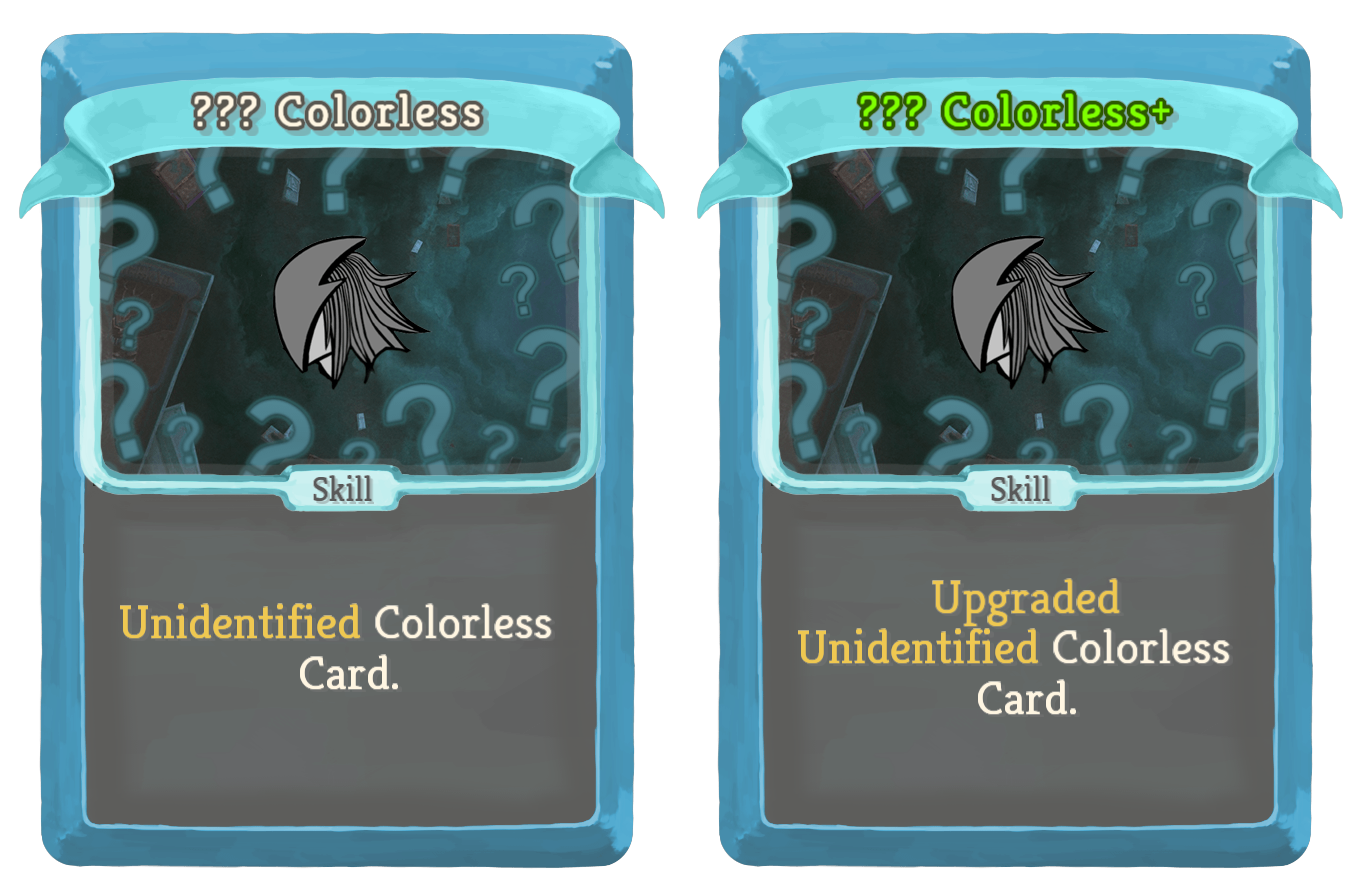 ??? Colorless
Skill
Unidentified Colorless
Card.
??? Colorless+
Skill
Upgraded
Unidentified Colorless
Card.